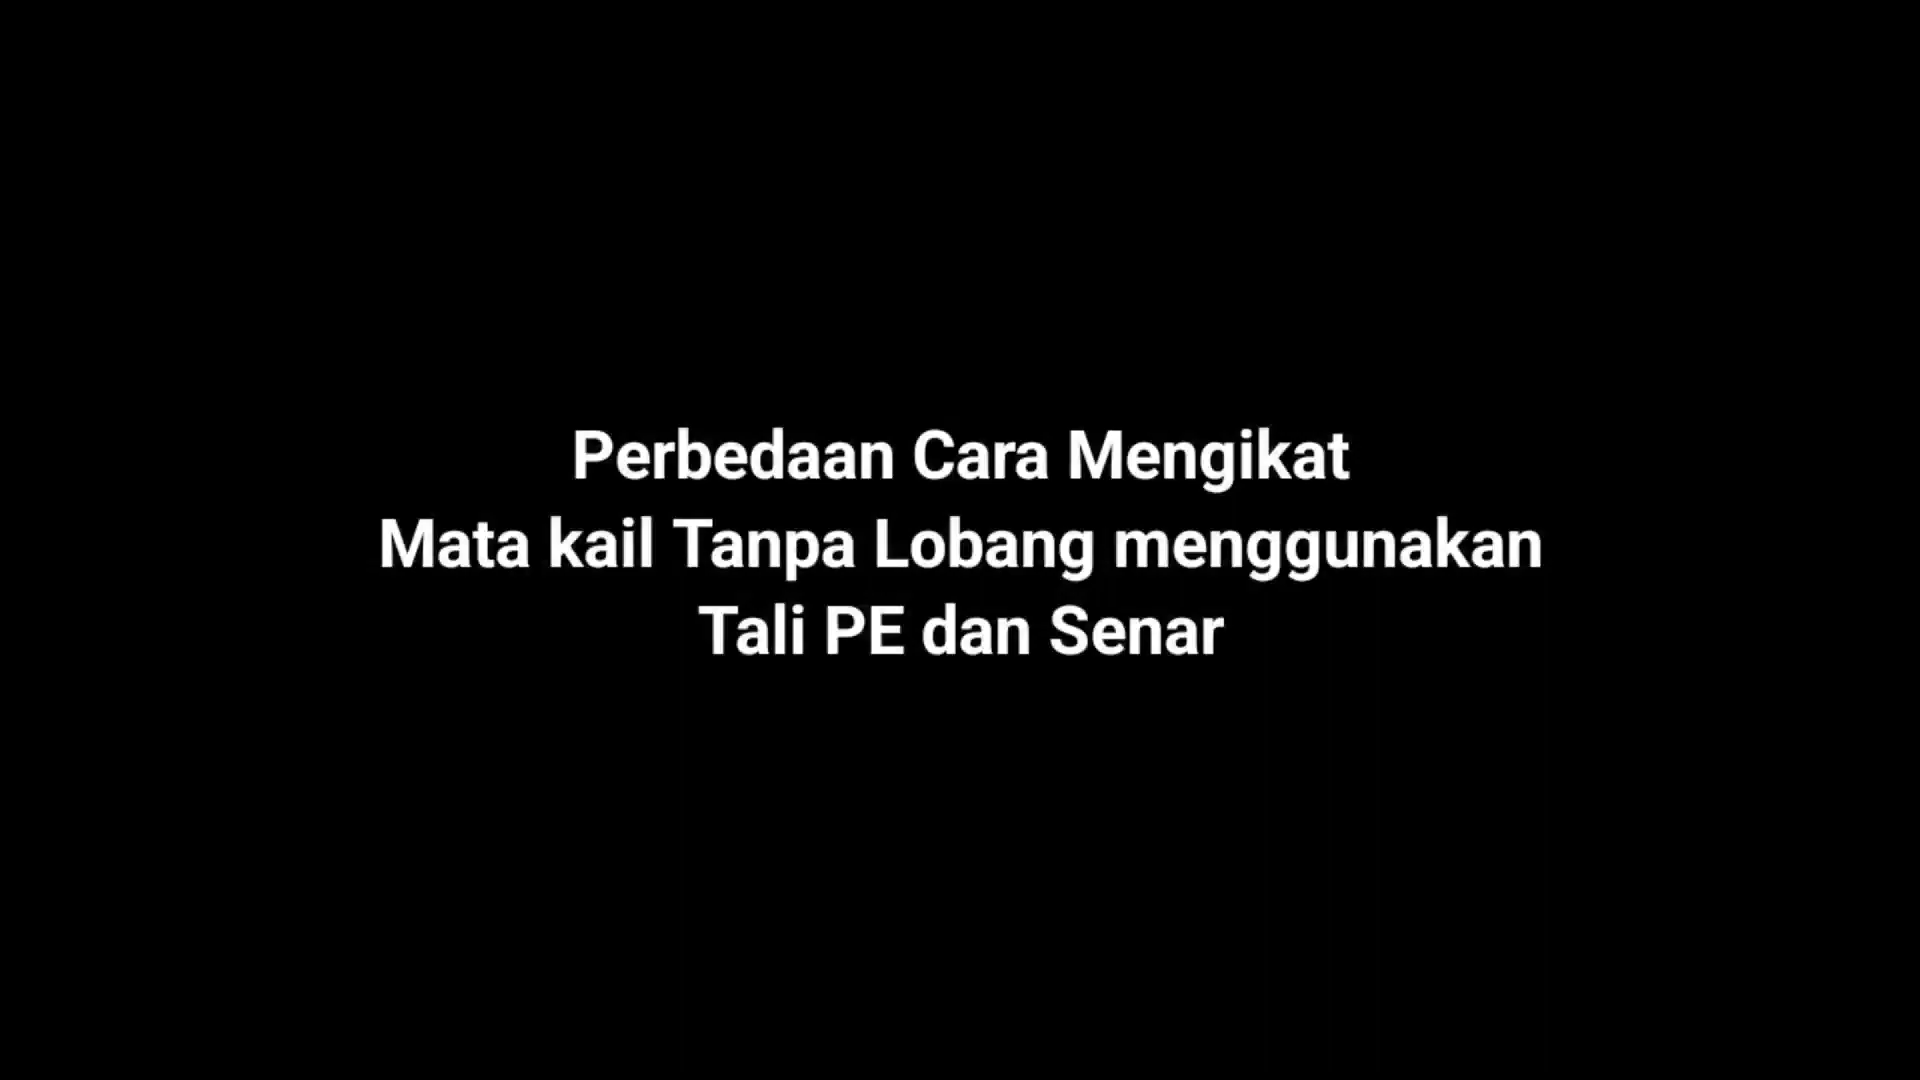 Perbedaan Cara Mengikat
Mata kail Tanpa Lobang menggunakan
Tali PE dan Senar